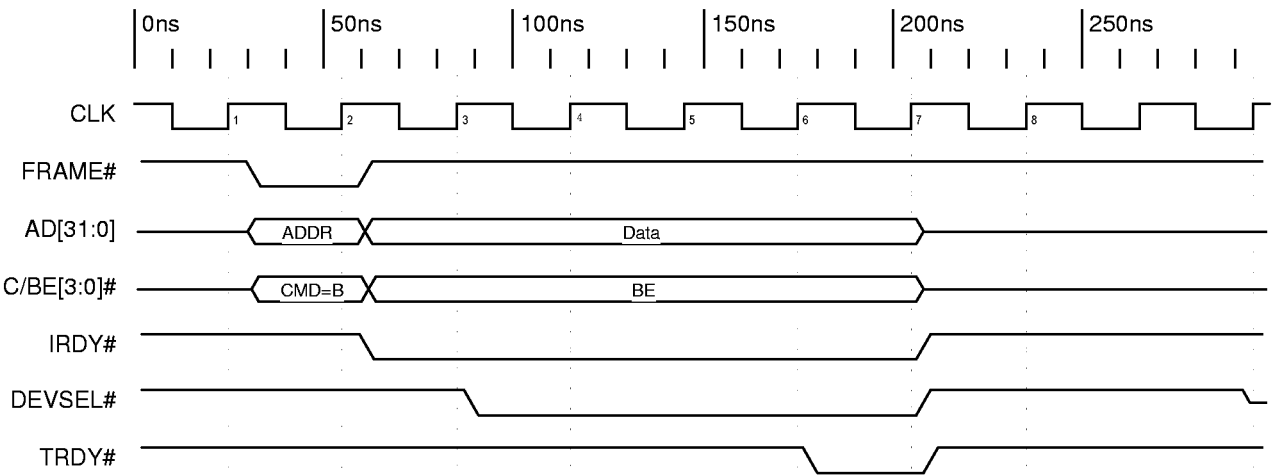 0ns 50ns 100ns 150ns 200ns 250ns
CLK 1 2 3 4 5 6 7 8
FRAME#
AD[31:0] ADDR Data
C/BE[3:0]# CMD=B BE
IRDY#
DEVSEL#
TRDY#